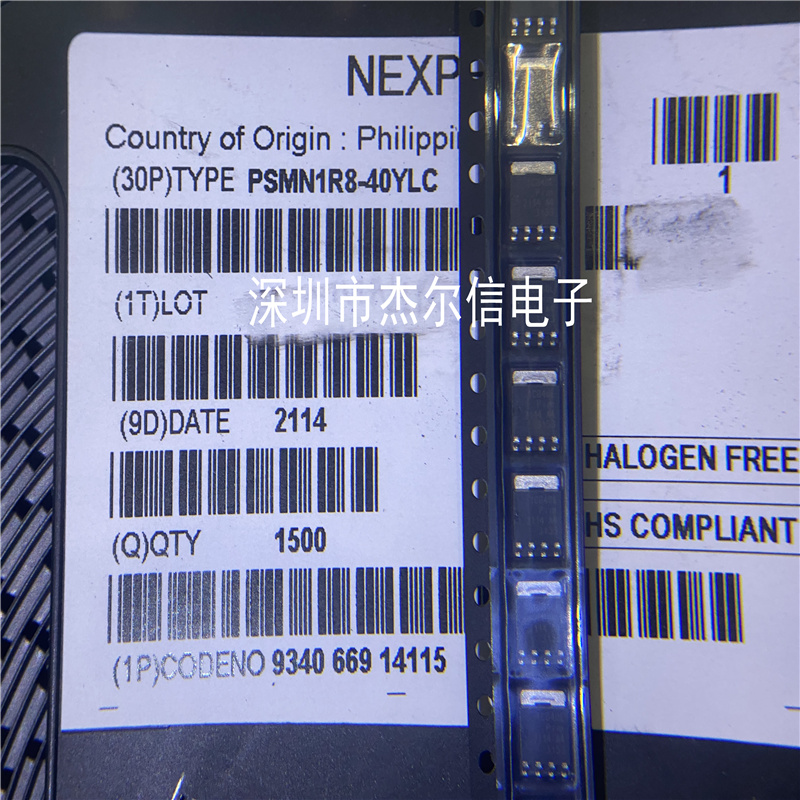 NEXP
Country of Origin : Philippi
(30P)TYPE PSMN1R8-40YLC
1
(1T)LOT
深圳市杰尔信电子
(9D)DATE 2114
HALOGEN FREE
(Q)QTY 1500
HS COMPLIANT
(1P)CODENO 9340 669 14115